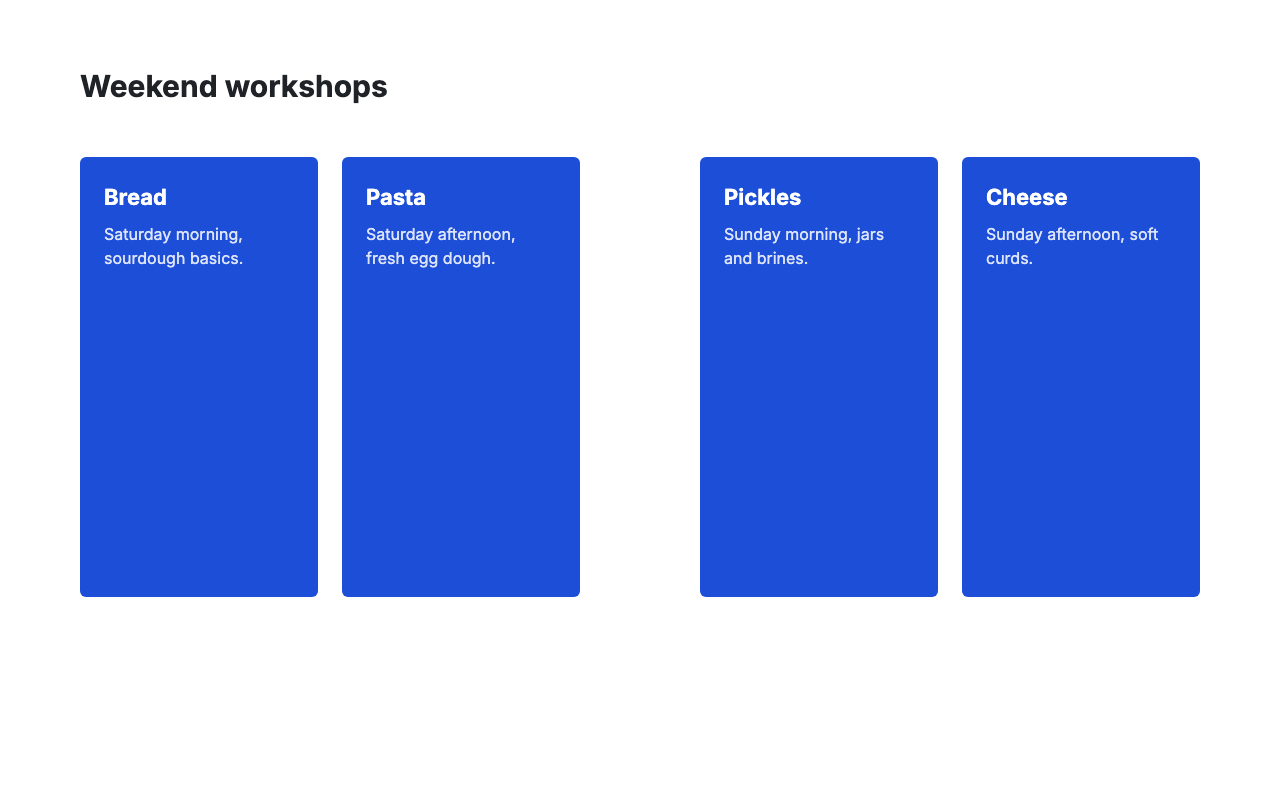 Weekend workshops
Bread
Saturday morning,
sourdough basics.
Pasta
Saturday afternoon,
fresh egg dough.
Pickles
Sunday morning, jars
and brines.
Cheese
Sunday afternoon, soft
curds.